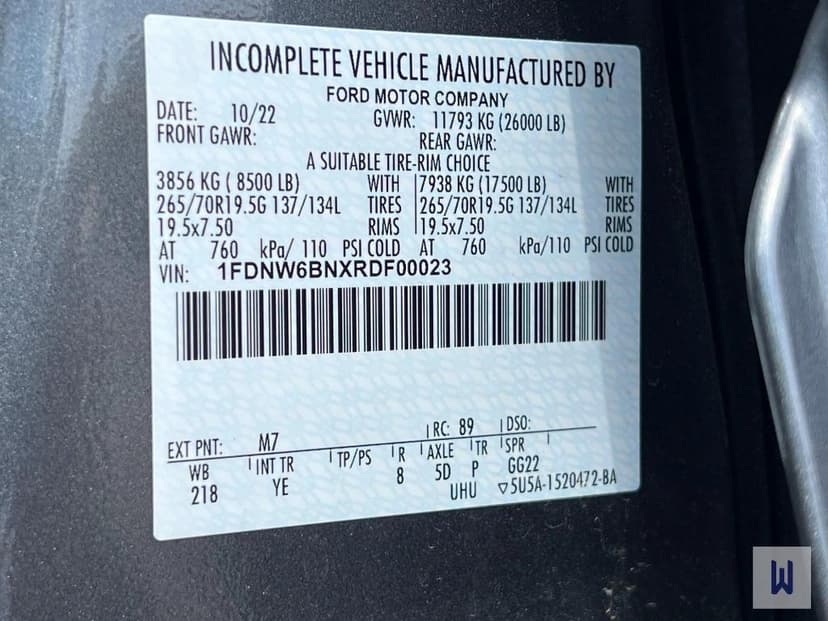 INCOMPLETE VEHICLE MANUFACTURED BY
FORD MOTOR COMPANY
DATE: 10/22 GVWR: 11793 KG (26000 LB)
FRONT GAWR: REAR GAWR:
A SUITABLE TIRE-RIM CHOICE
3856 KG ( 8500 LB) WITH 7938 KG (17500 LB) WITH
265/70R19.5G 137/134L TIRES 265/70R19.5G 137/134L TIRES
19.5x7.50 RIMS 19.5x7.50 RIMS
AT 760 kPa/ 110 PSI COLD AT 760 kPa/110 PSI COLD
VIN: 1FDNW6BNXRDF00023
EXT PNT: M7 RC: 89 DSO:
WB INT TR TP/PS R AXLE TR SPR
218 YE 8 5D P GG22
UHU ▽5U5A-1520472-BA
W